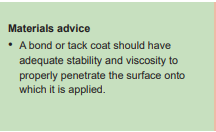 Materials advice
• A bond or tack coat should have
adequate stability and viscosity to
properly penetrate the surface onto
which it is applied.